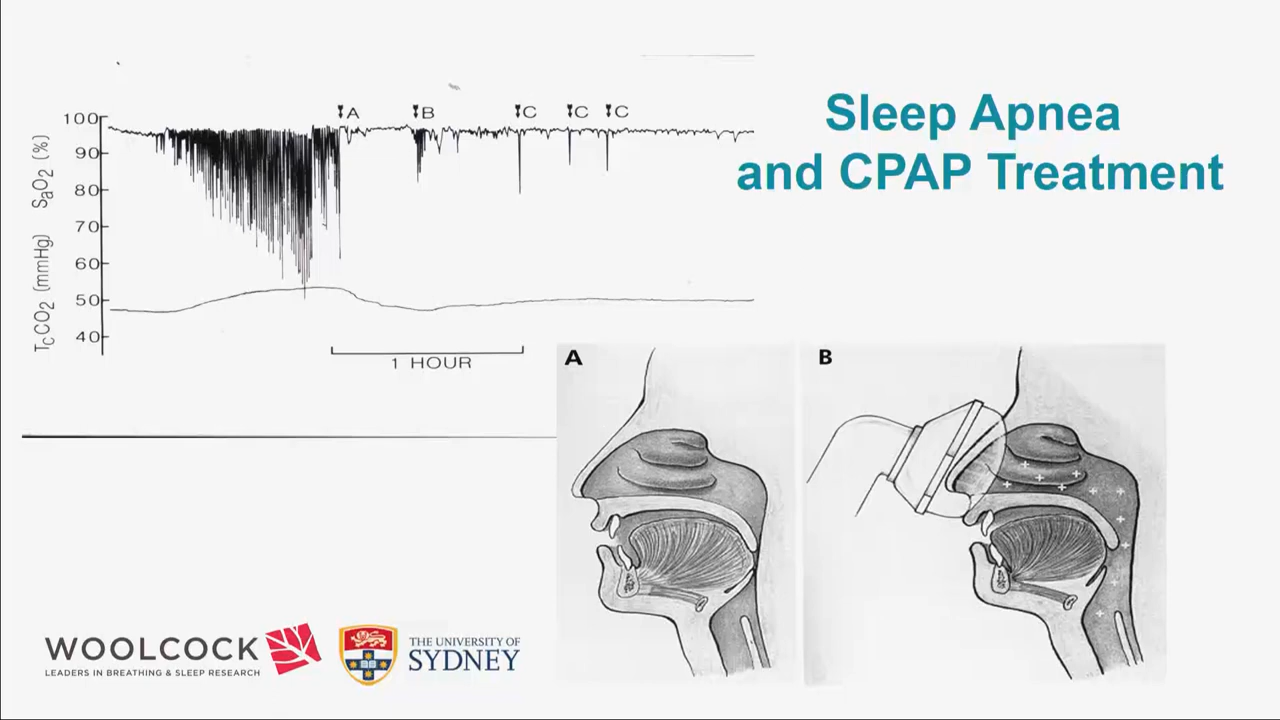 Sleep Apnea
and CPAP Treatment
A
B
C
C
C
100
90
80
70
60
50
40
SaO2 (%)
TCCO2 (mmHg)
1 HOUR
A
B
WOOLCOCK
LEADERS IN BREATHING & SLEEP RESEARCH
THE UNIVERSITY OF
SYDNEY